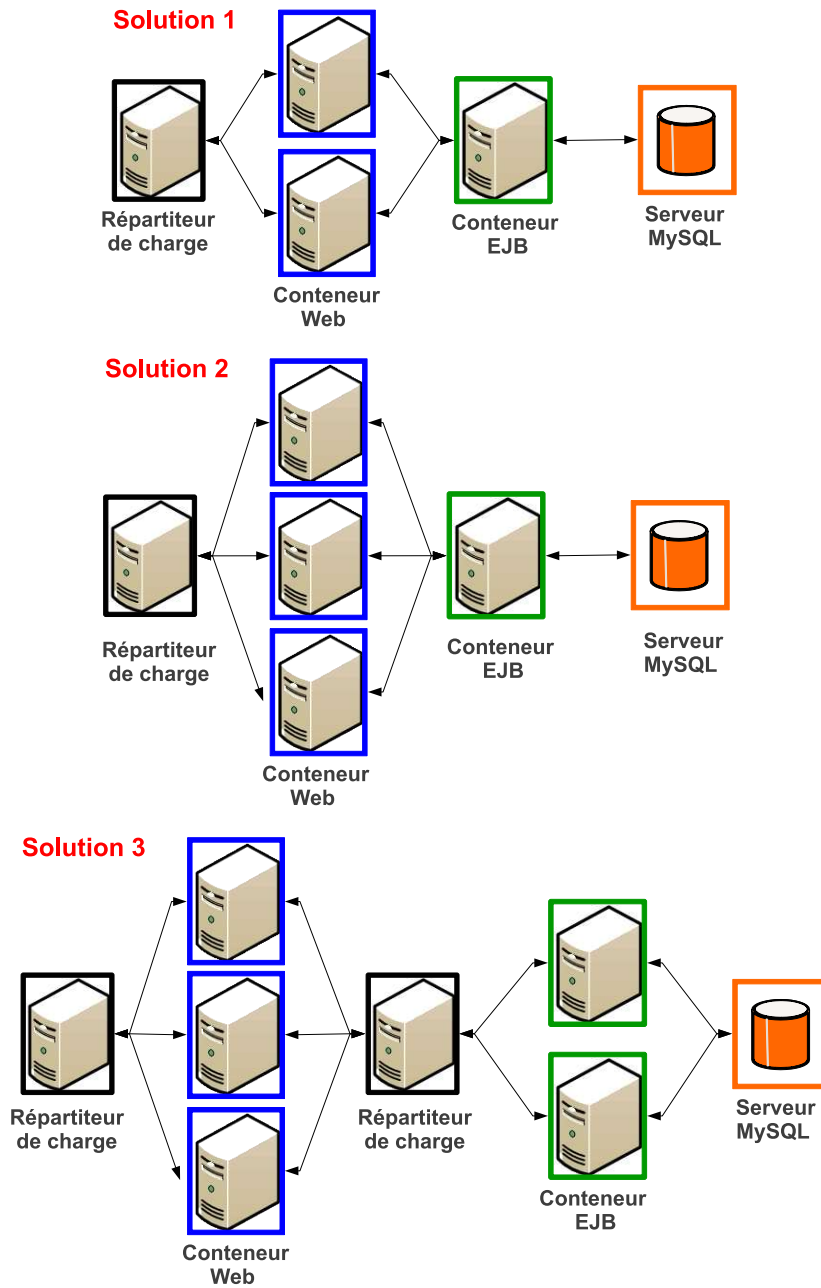 Solution 1
Répartiteur
de charge
Conteneur
Web
Conteneur
EJB
Serveur
MySQL
Solution 2
Répartiteur
de charge
Conteneur
Web
Conteneur
EJB
Serveur
MySQL
Solution 3
Répartiteur
de charge
Conteneur
Web
Répartiteur
de charge
Conteneur
EJB
Serveur
MySQL